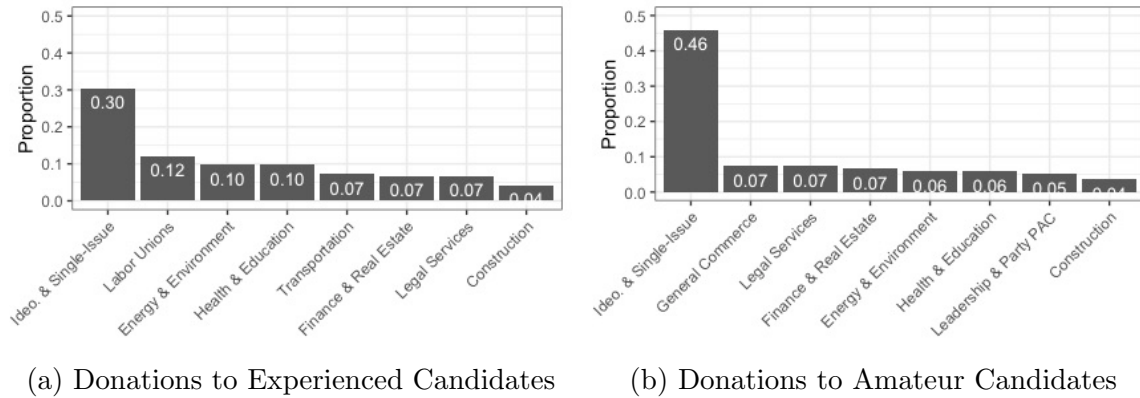 Proportion
0.5
0.4
0.3
0.2
0.1
0.0
0.30
0.12
0.10
0.10
0.07
0.07
0.07
0.04
Ideo. & Single-Issue
Labor Unions
Energy & Environment
Health & Education
Transportation
Finance & Real Estate
Legal Services
Construction
(a) Donations to Experienced Candidates
Proportion
0.5
0.4
0.3
0.2
0.1
0.0
0.46
0.07
0.07
0.07
0.06
0.06
0.05
0.04
Ideo. & Single-Issue
General Commerce
Legal Services
Finance & Real Estate
Energy & Environment
Health & Education
Leadership & Party PAC
Construction
(b) Donations to Amateur Candidates